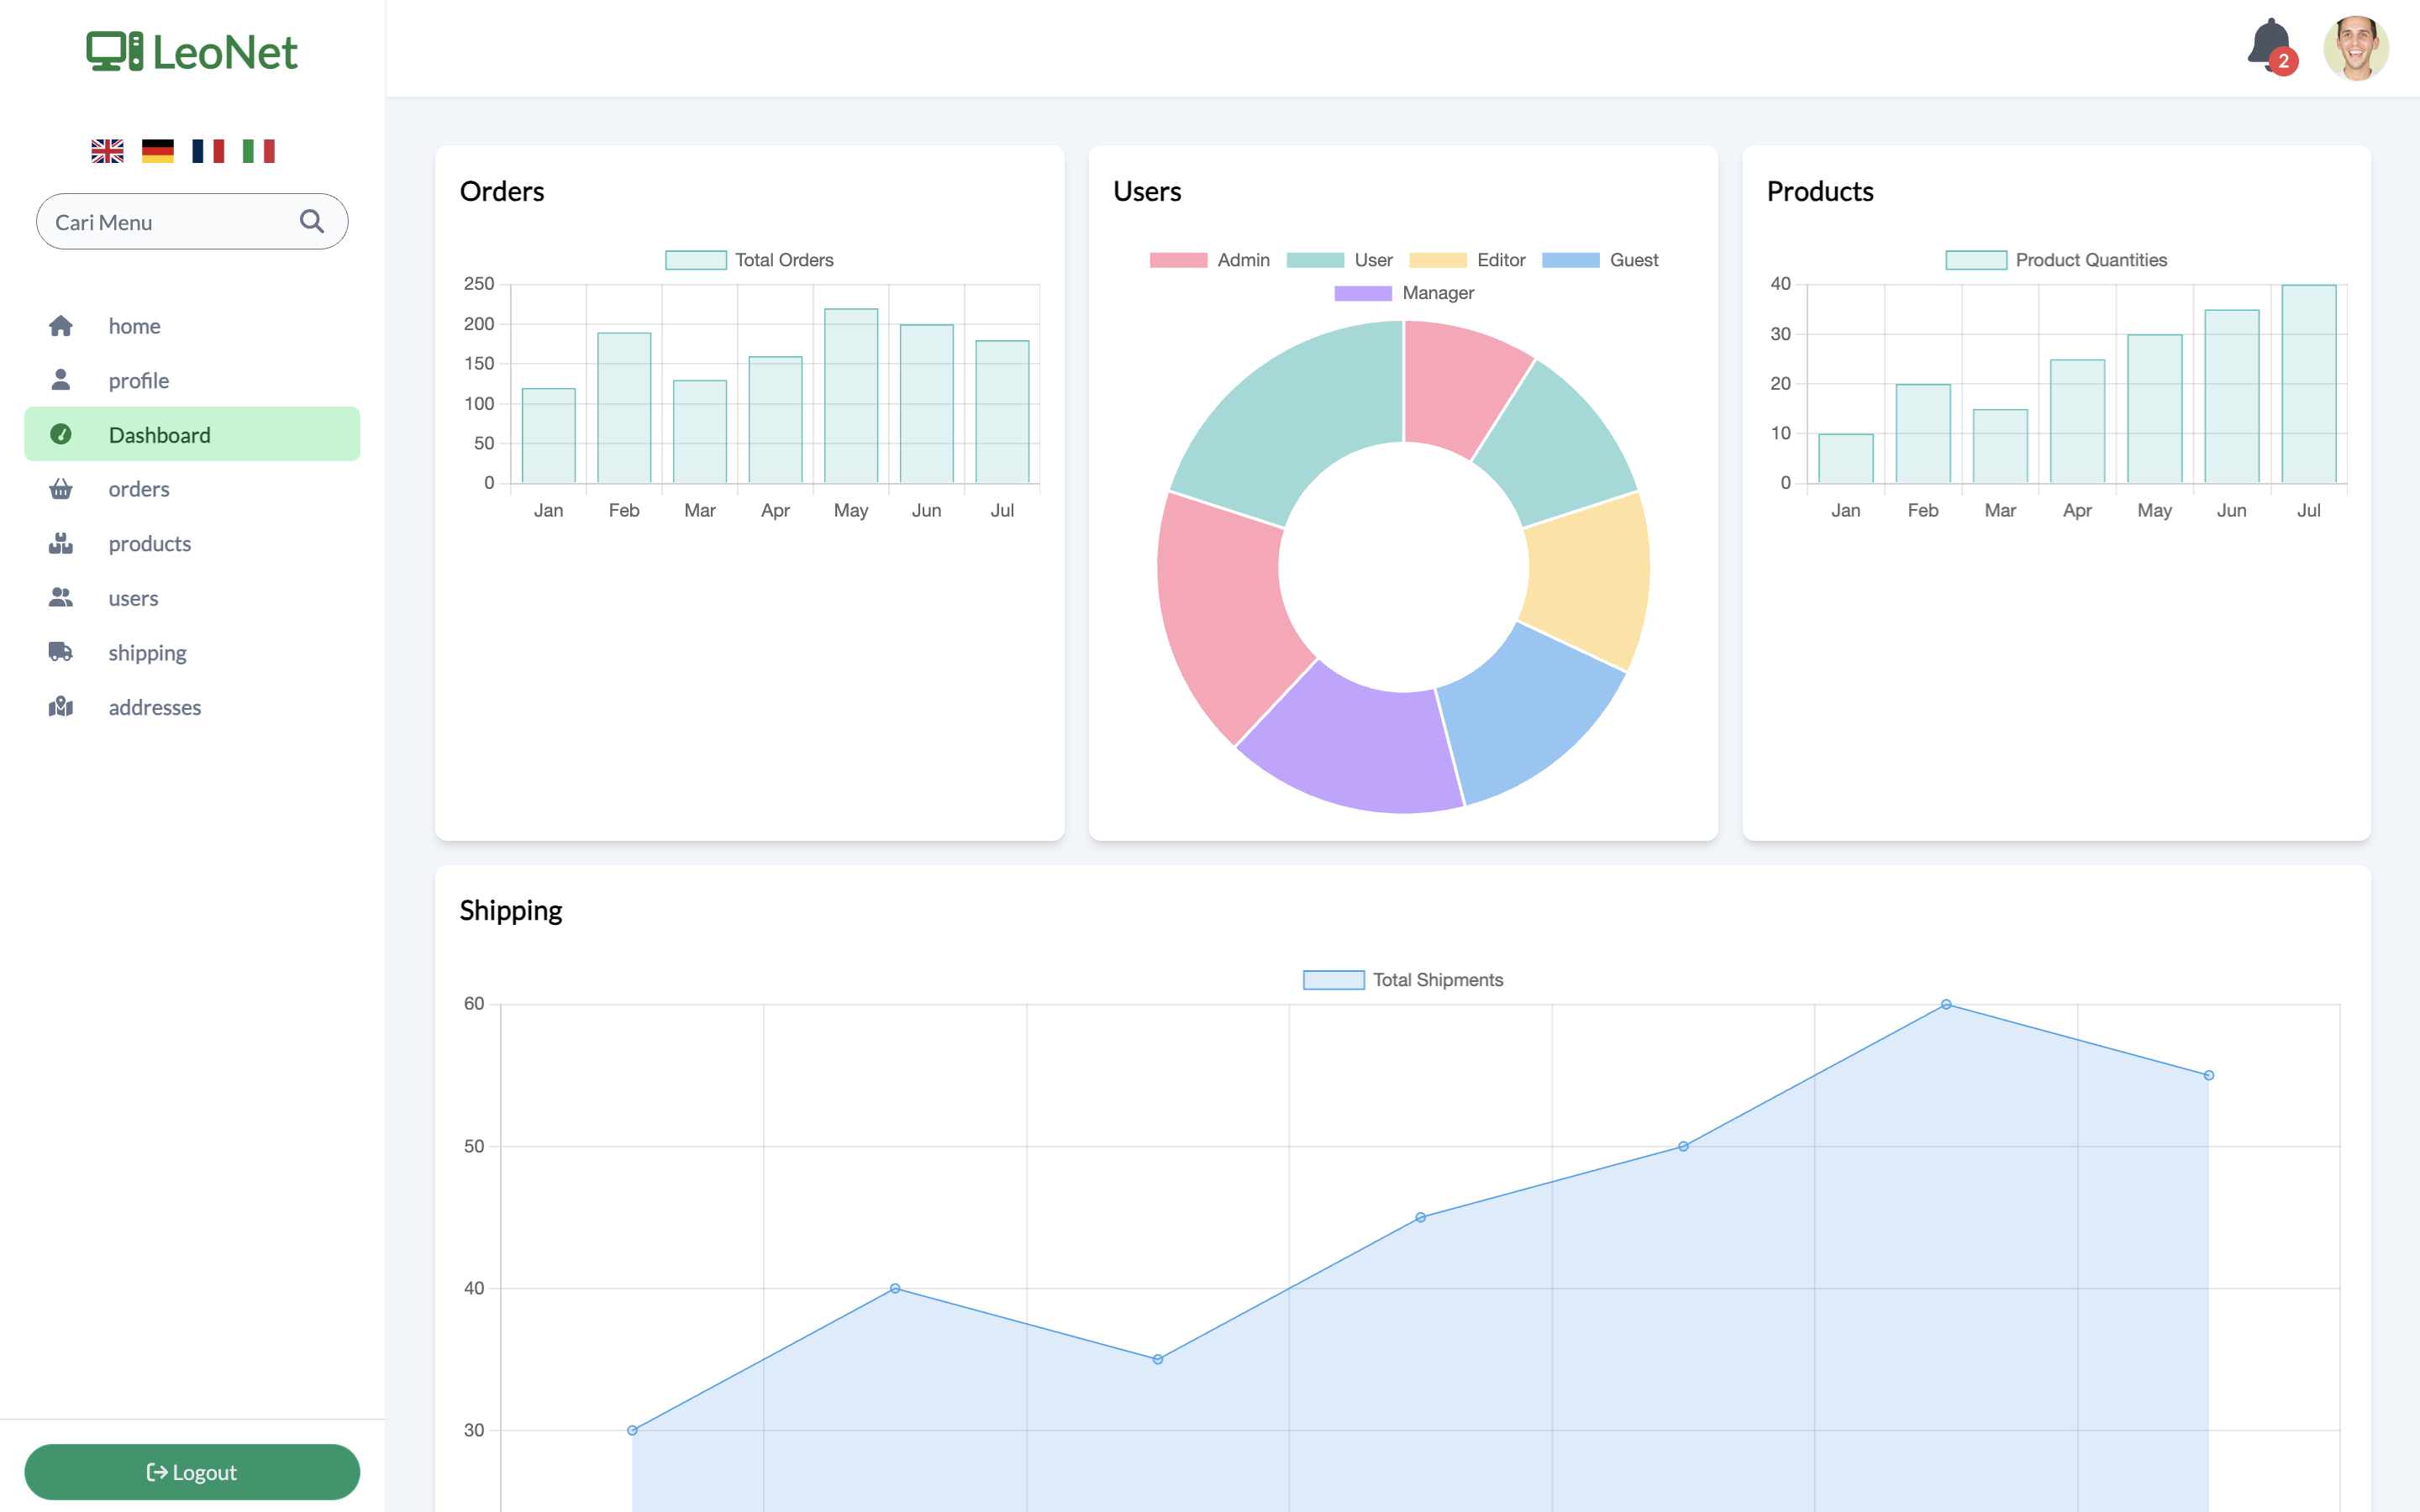 LeoNet
2
Cari Menu
home
profile
Dashboard
orders
products
users
shipping
addresses
Logout
Orders
Total Orders
250
200
150
100
50
0
Jan Feb Mar Apr May Jun Jul
Users
Admin User Editor Guest
Manager
Products
Product Quantities
40
30
20
10
0
Jan Feb Mar Apr May Jun Jul
Shipping
Total Shipments
60
50
40
30